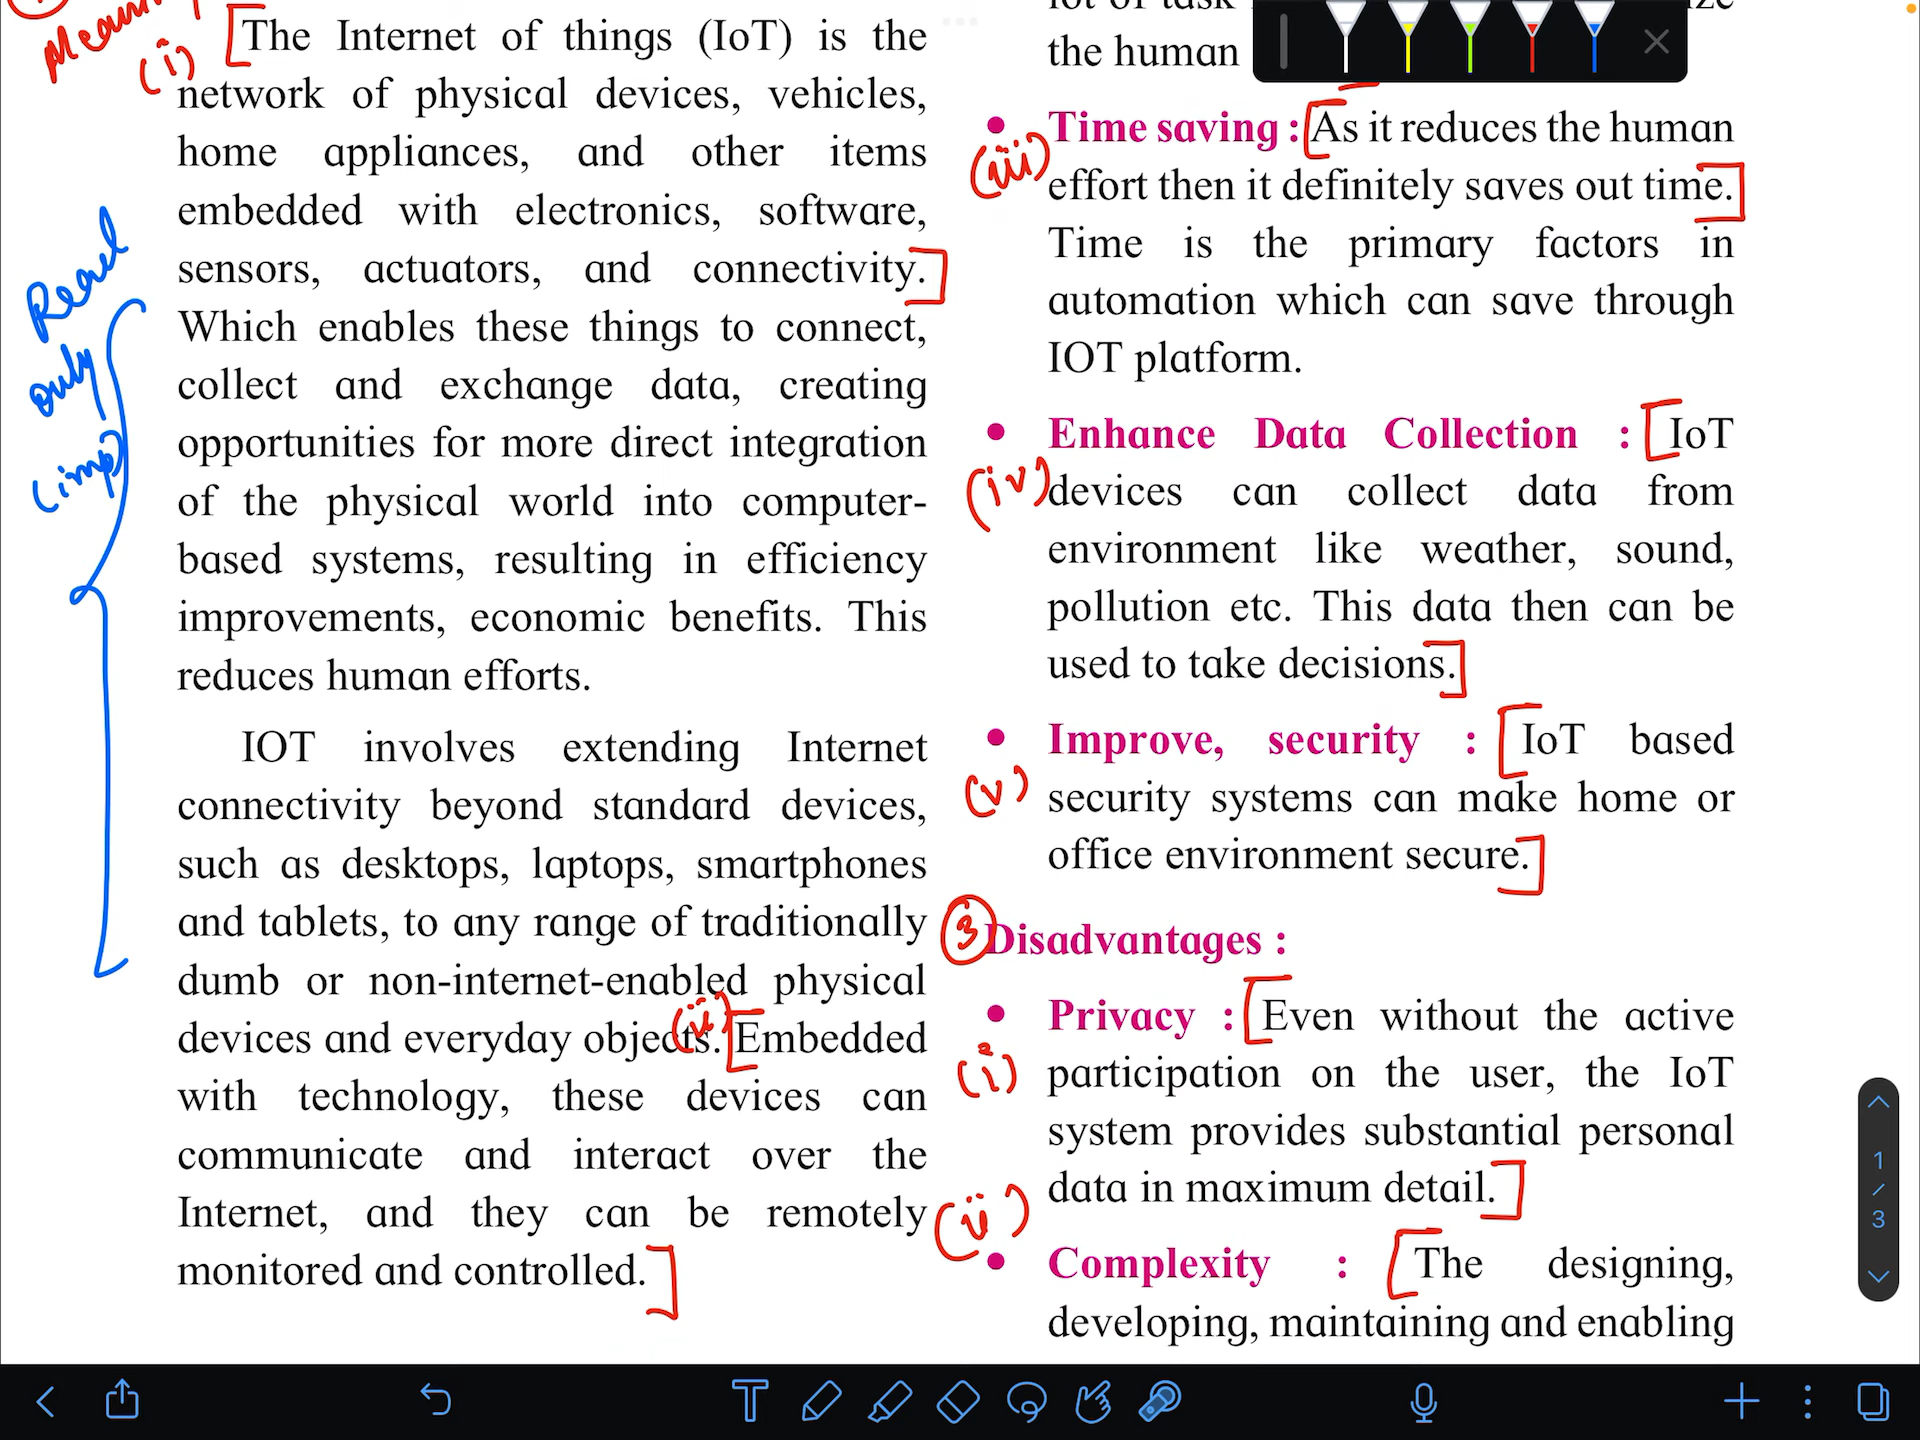 Meaning
(i) [The Internet of things (IoT) is the
network of physical devices, vehicles,
home appliances, and other items
embedded with electronics, software,
sensors, actuators, and connectivity.]
Which enables these things to connect,
collect and exchange data, creating
opportunities for more direct integration
of the physical world into computer-
based systems, resulting in efficiency
improvements, economic benefits. This
reduces human efforts.
Read
only
(imp)
IOT involves extending Internet
connectivity beyond standard devices,
such as desktops, laptops, smartphones
and tablets, to any range of traditionally
dumb or non-internet-enabled physical
devices and everyday objects. (ii) [Embedded
with technology, these devices can
communicate and interact over the
Internet, and they can be remotely
monitored and controlled.]
the human
• Time saving : [As it reduces the human
(iii) effort then it definitely saves out time.]
Time is the primary factors in
automation which can save through
IOT platform.
• Enhance Data Collection : [IoT
(iv) devices can collect data from
environment like weather, sound,
pollution etc. This data then can be
used to take decisions.]
• Improve, security : [IoT based
(v) security systems can make home or
office environment secure.]
③ Disadvantages :
• Privacy : [Even without the active
(i) participation on the user, the IoT
system provides substantial personal
data in maximum detail.]
(ii)
• Complexity : [The designing,
developing, maintaining and enabling
1
/
3